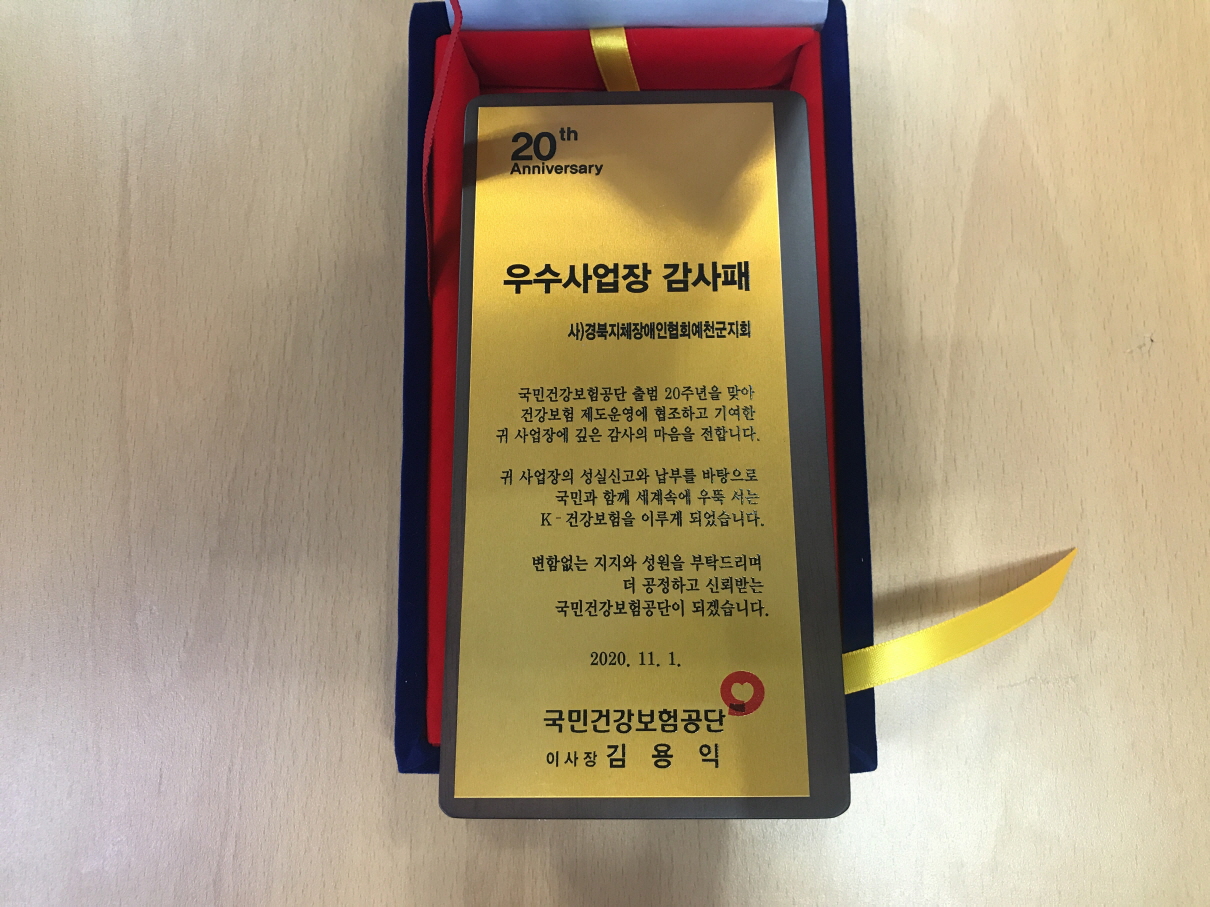 20th
Anniversary
우수사업장 감사패
사)경북지체장애인협회예천군지회
국민건강보험공단 출범 20주년을 맞아
건강보험 제도운영에 협조하고 기여한
귀 사업장에 깊은 감사의 마음을 전합니다.
귀 사업장의 성실신고와 납부를 바탕으로
국민과 함께 세계속에 우뚝 서는
K-건강보험을 이루게 되었습니다.
변함없는 지지와 성원을 부탁드리며
더 공정하고 신뢰받는
국민건강보험공단이 되겠습니다.
2020. 11. 1.
국민건강보험공단
이사장 김 용 익